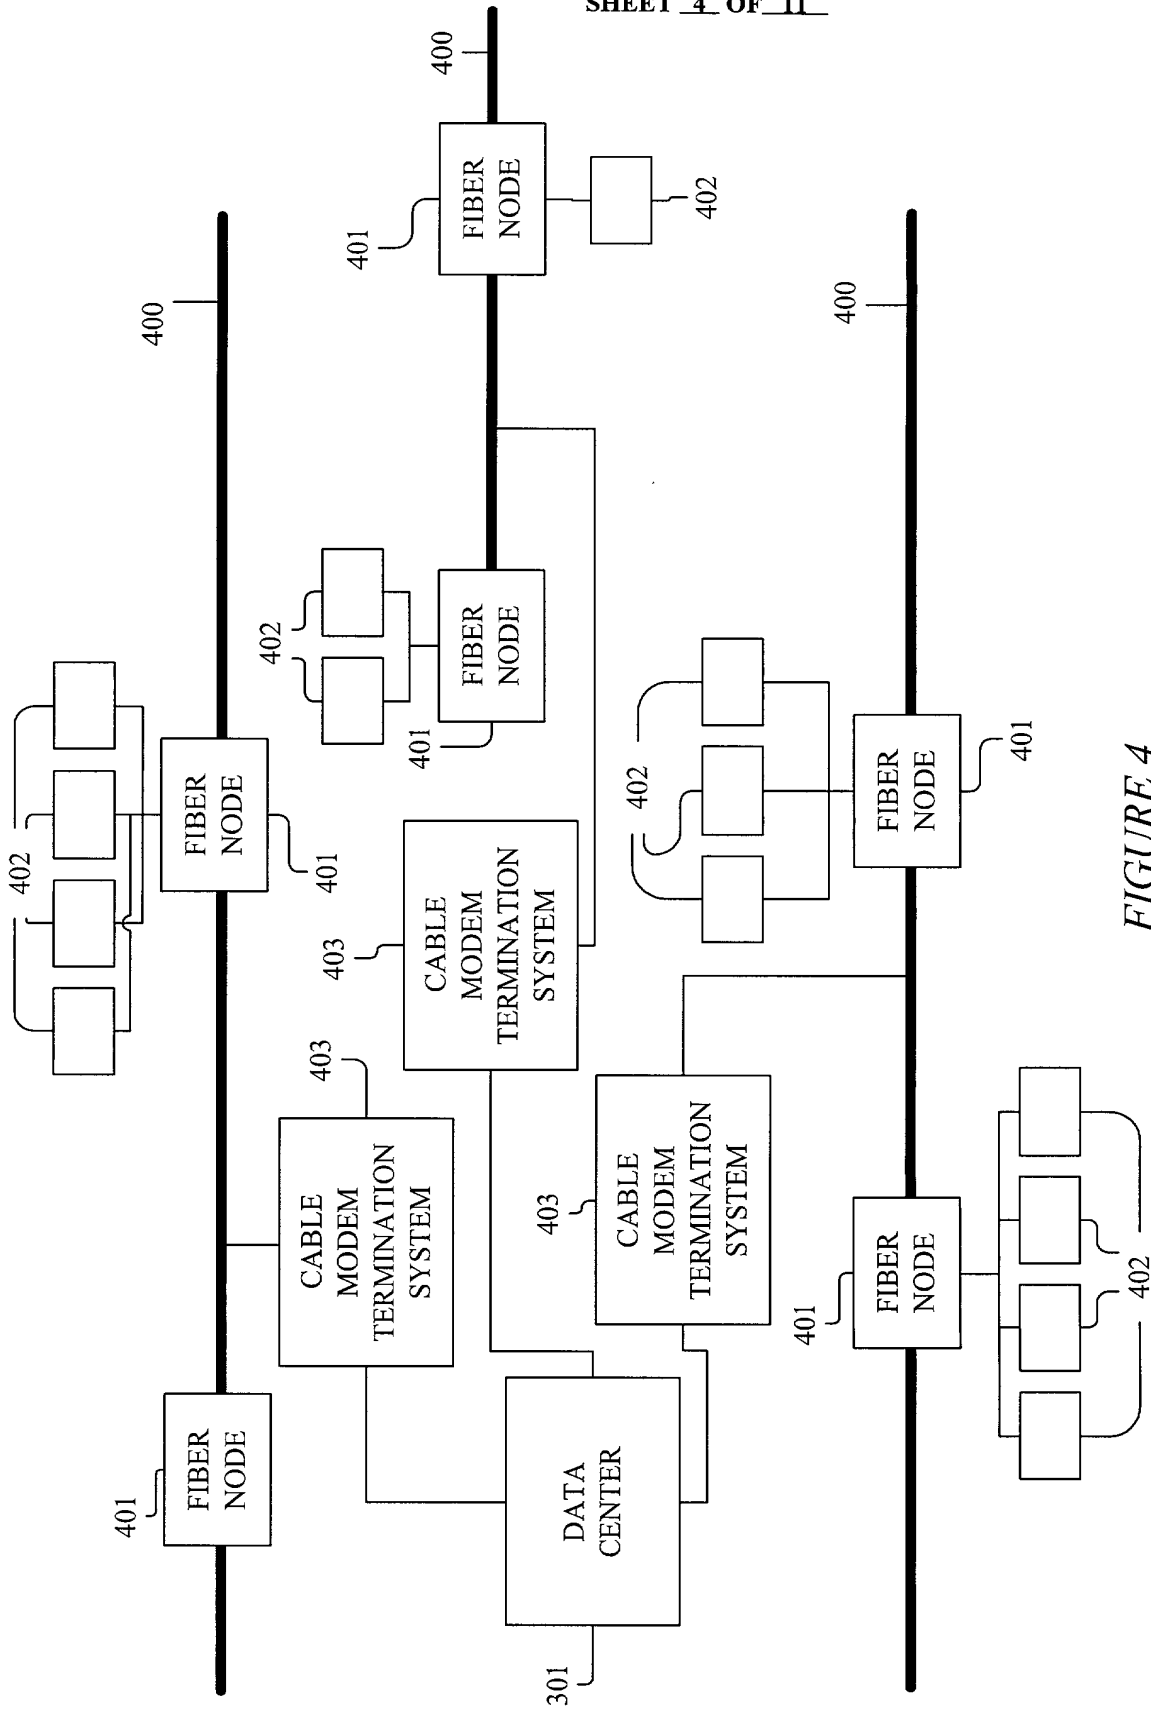 SHEET 4 OF 11
400
FIBER
NODE
401
402
400
402
FIBER
NODE
401
402
FIBER
NODE
401
403
CABLE
MODEM
TERMINATION
SYSTEM
403
CABLE
MODEM
TERMINATION
SYSTEM
401
FIBER
NODE
400
402
FIBER
NODE
401
403
CABLE
MODEM
TERMINATION
SYSTEM
401
FIBER
NODE
402
DATA
CENTER
301
FIGURE 4